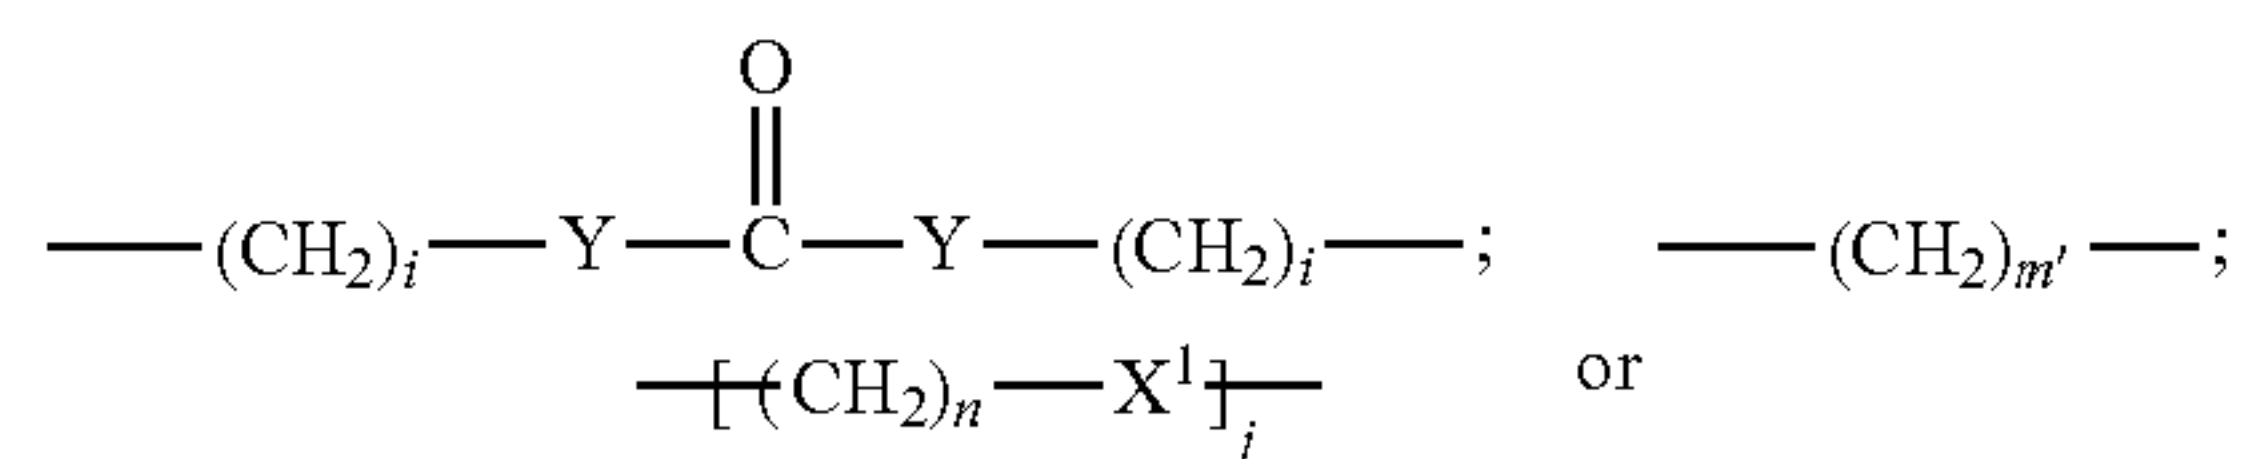 O
—(CH₂)ᵢ—Y—C—Y—(CH₂)ᵢ—; —(CH₂)ₘ′—;
—[(CH₂)ₙ—X¹]ⱼ— or